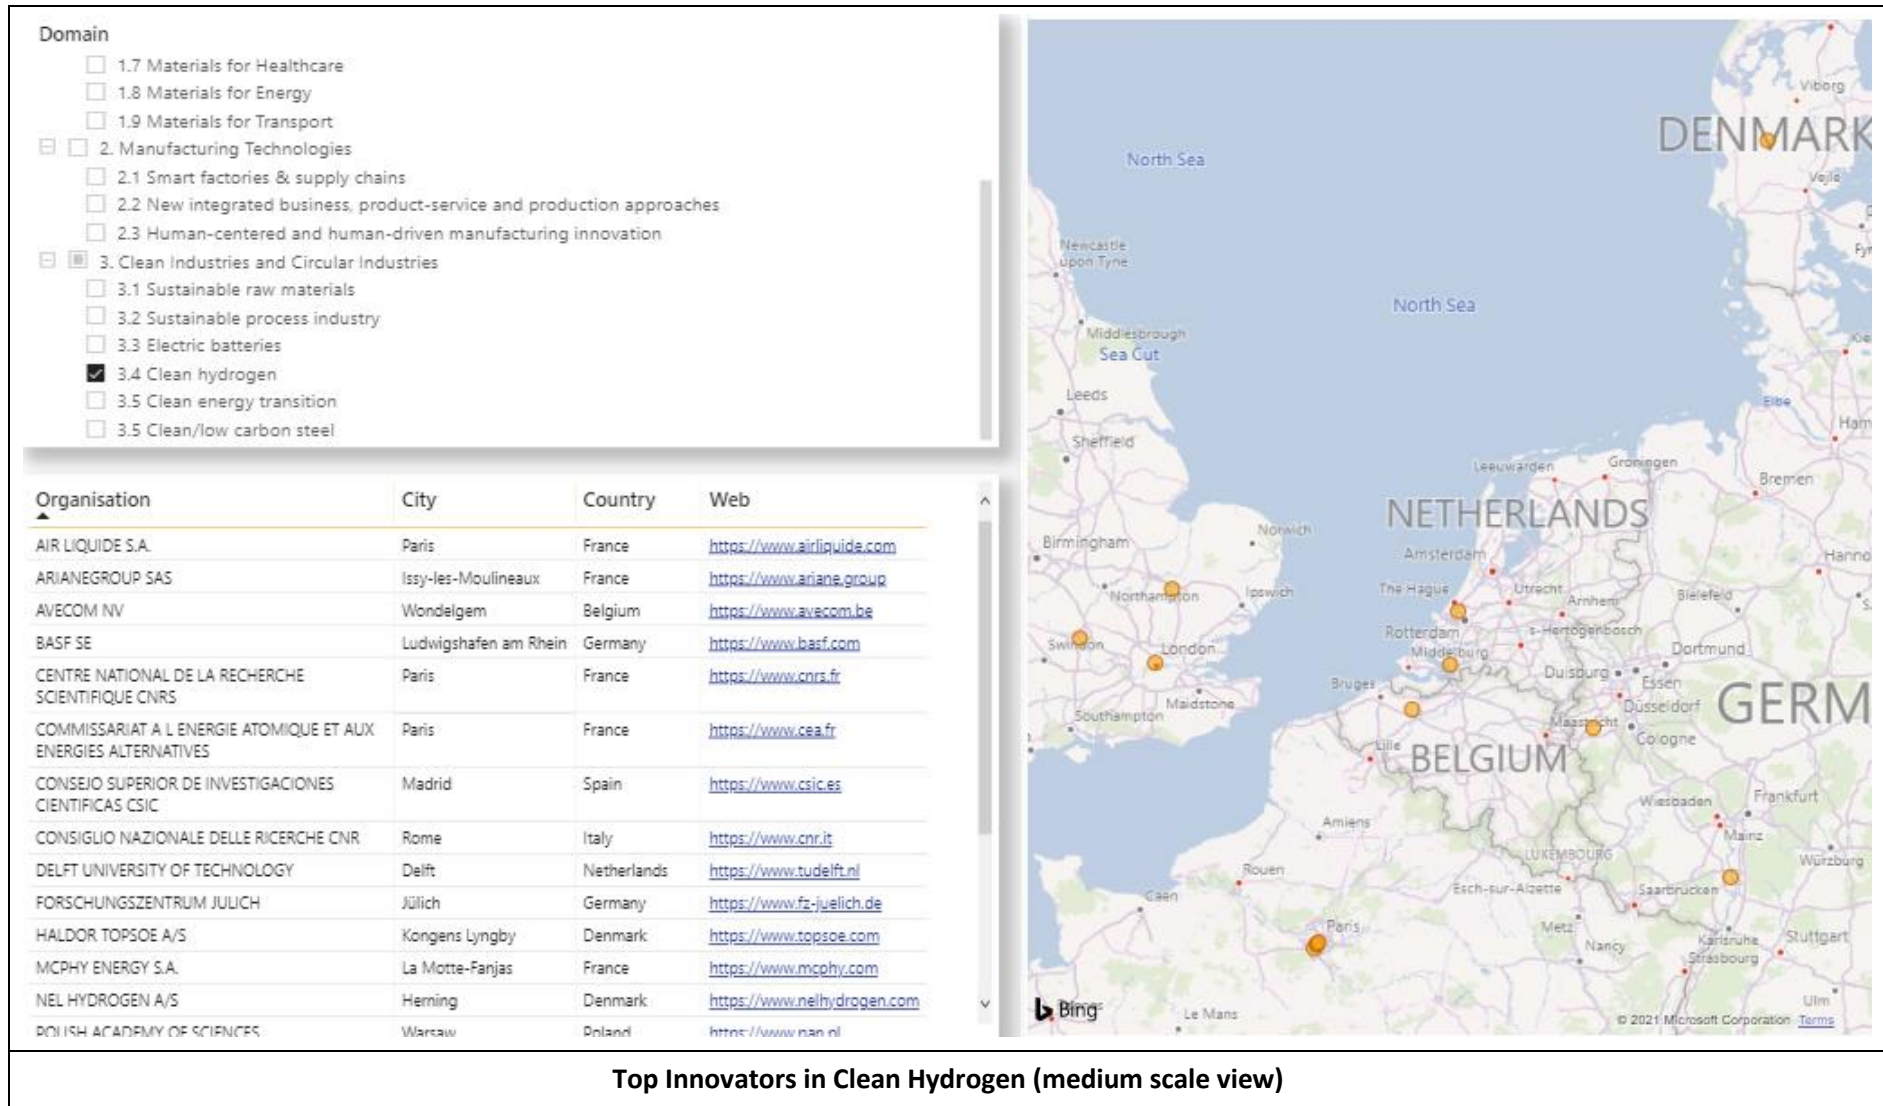 Domain
1.7 Materials for Healthcare
1.8 Materials for Energy
1.9 Materials for Transport
2. Manufacturing Technologies
2.1 Smart factories & supply chains
2.2 New integrated business, product-service and production approaches
2.3 Human-centered and human-driven manufacturing innovation
3. Clean Industries and Circular Industries
3.1 Sustainable raw materials
3.2 Sustainable process industry
3.3 Electric batteries
3.4 Clean hydrogen
3.5 Clean energy transition
3.5 Clean/low carbon steel
Organisation City Country Web
AIR LIQUIDE S.A. Paris France https://www.airliquide.com
ARIANEGROUP SAS Issy-les-Moulineaux France https://www.ariane.group
AVECOM NV Wondelgem Belgium https://www.avecom.be
BASF SE Ludwigshafen am Rhein Germany https://www.basf.com
CENTRE NATIONAL DE LA RECHERCHE Paris France https://www.cnrs.fr
SCIENTIFIQUE CNRS
COMMISSARIAT A L ENERGIE ATOMIQUE ET AUX Paris France https://www.cea.fr
ENERGIES ALTERNATIVES
CONSEJO SUPERIOR DE INVESTIGACIONES Madrid Spain https://www.csic.es
CIENTIFICAS CSIC
CONSIGLIO NAZIONALE DELLE RICERCHE CNR Rome Italy https://www.cnr.it
DELFT UNIVERSITY OF TECHNOLOGY Delft Netherlands https://www.tudelft.nl
FORSCHUNGSZENTRUM JULICH Jülich Germany https://www.fz-juelich.de
HALDOR TOPSOE A/S Kongens Lyngby Denmark https://www.topsoe.com
MCPHY ENERGY S.A. La Motte-Fanjas France https://www.mcphy.com
NEL HYDROGEN A/S Herning Denmark https://www.nelhydrogen.com
POLISH ACADEMY OF SCIENCES Warsaw Poland https://www.pan.pl
Viborg
DENMARK
North Sea
Vejle
Newcastle
upon Tyne
North Sea
Middlesbrough
Sea Cut
Leeds
Elbe
Ham
Sheffield
Leeuwarden
Groningen
Bremen
NETHERLANDS
Norwich
Birmingham
Amsterdam
Hanno
Northampton
Ipswich
The Hague
Utrecht
Arnhem
Bielefeld
Rotterdam
s-Hertogenbosch
Swindon
London
Middelburg
Dortmund
Duisburg
Essen
Bruges
Maidstone
Düsseldorf
GERM
Southampton
Maastricht
Cologne
Lille
BELGIUM
Wiesbaden
Frankfurt
Amiens
Mainz
LUXEMBOURG
Würzburg
Rouen
Esch-sur-Alzette
Saarbrücken
Caen
Paris
Metz
Nancy
Karlsruhe
Stuttgart
Strasbourg
Ulm
Bing
Le Mans
© 2021 Microsoft Corporation Terms
Top Innovators in Clean Hydrogen (medium scale view)